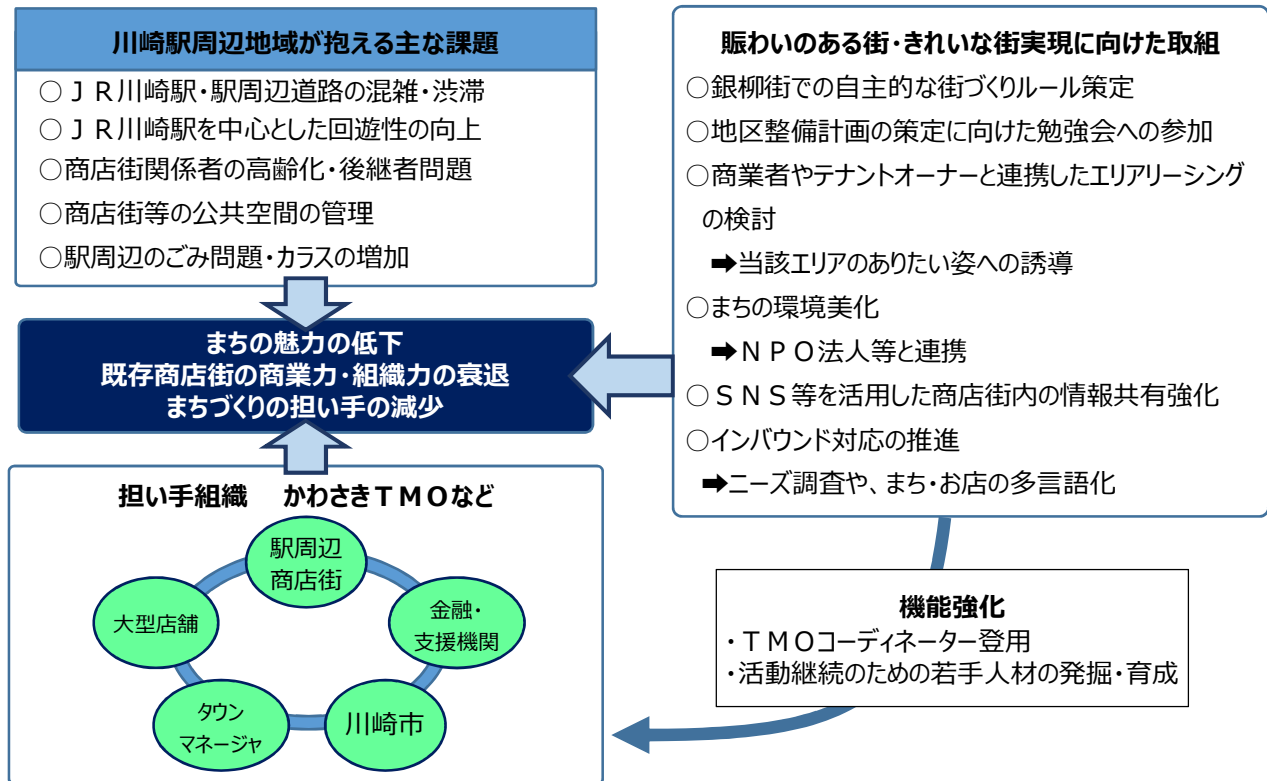 川崎駅周辺地域が抱える主な課題
○ＪＲ川崎駅・駅周辺道路の混雑・渋滞
○ＪＲ川崎駅を中心とした回遊性の向上
○商店街関係者の高齢化・後継者問題
○商店街等の公共空間の管理
○駅周辺のごみ問題・カラスの増加
まちの魅力の低下
既存商店街の商業力・組織力の衰退
まちづくりの担い手の減少
担い手組織　かわさきＴＭＯなど
駅周辺
商店街
大型店舗
金融・
支援機関
タウン
マネージャ
川崎市
賑わいのある街・きれいな街実現に向けた取組
○銀柳街での自主的な街づくりルール策定
○地区整備計画の策定に向けた勉強会への参加
○商業者やテナントオーナーと連携したエリアリーシング
の検討
➡当該エリアのありたい姿への誘導
○まちの環境美化
➡ＮＰＯ法人等と連携
○ＳＮＳ等を活用した商店街内の情報共有強化
○インバウンド対応の推進
➡ニーズ調査や、まち・お店の多言語化
機能強化
・ＴＭＯコーディネーター登用
・活動継続のための若手人材の発掘・育成